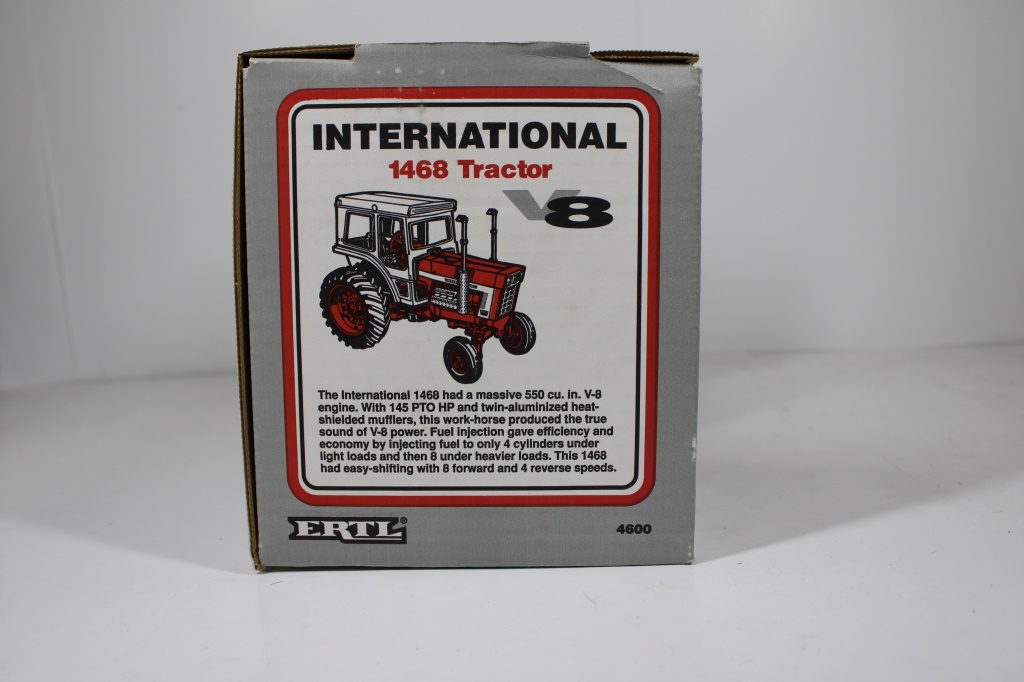 INTERNATIONAL
1468 Tractor
V8
The International 1468 had a massive 550 cu. in. V-8
engine. With 145 PTO HP and twin-aluminized heat-
shielded mufflers, this work-horse produced the true
sound of V-8 power. Fuel injection gave efficiency and
economy by injecting fuel to only 4 cylinders under
light loads and then 8 under heavier loads. This 1468
had easy-shifting with 8 forward and 4 reverse speeds.
ERTL®
4600